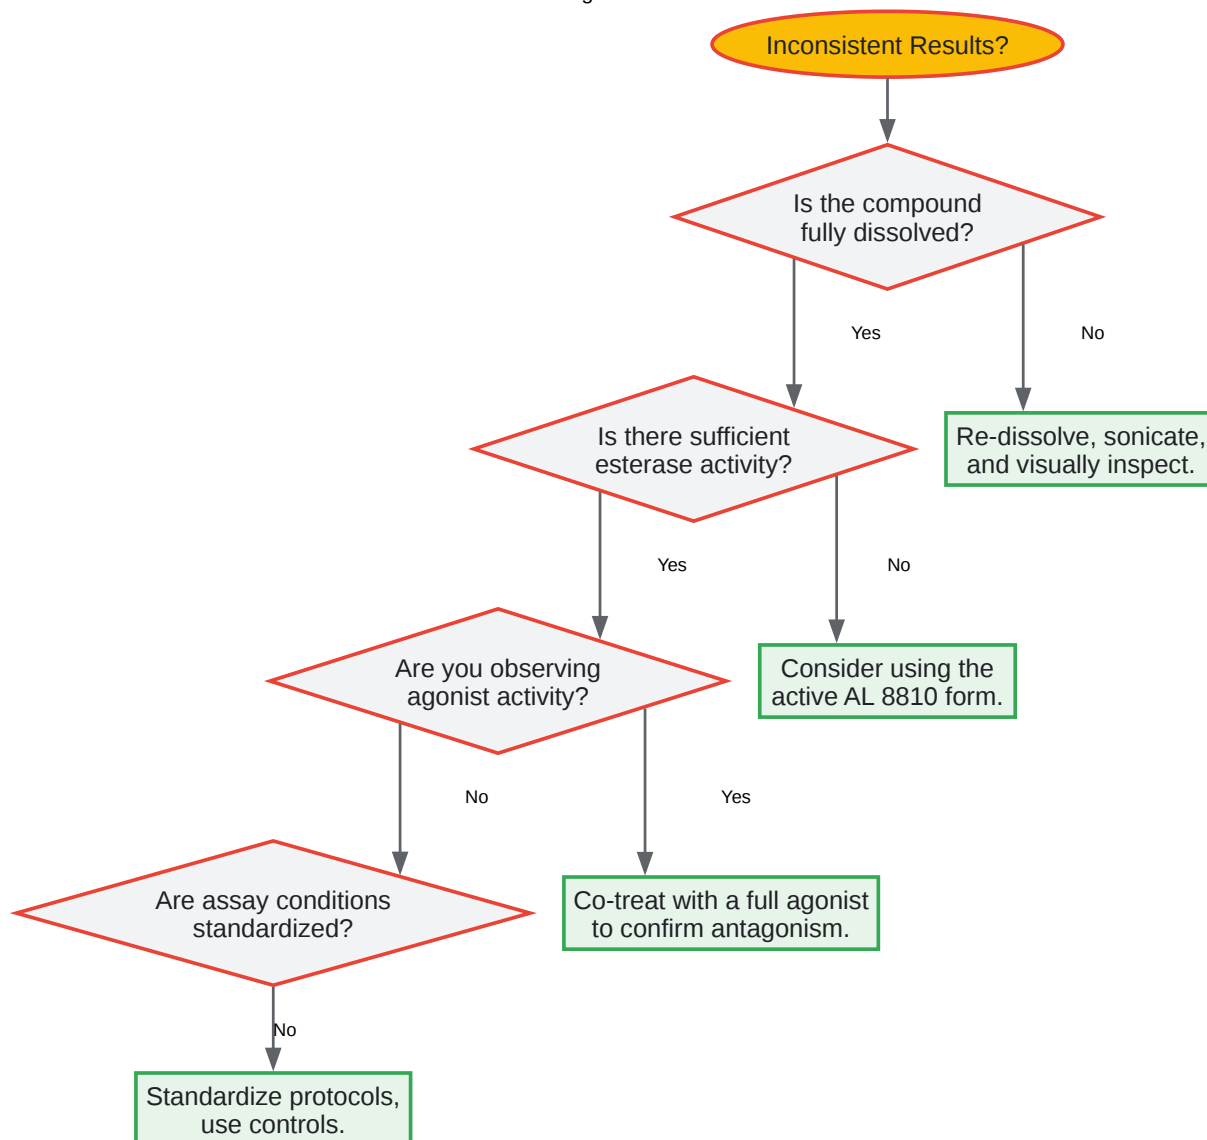 Inconsistent Results?
Is the compound
fully dissolved?
Yes
No
Is there sufficient
esterase activity?
Re-dissolve, sonicate,
and visually inspect.
Yes
No
Are you observing
agonist activity?
Consider using the
active AL 8810 form.
No
Yes
Are assay conditions
standardized?
Co-treat with a full agonist
to confirm antagonism.
No
Standardize protocols,
use controls.